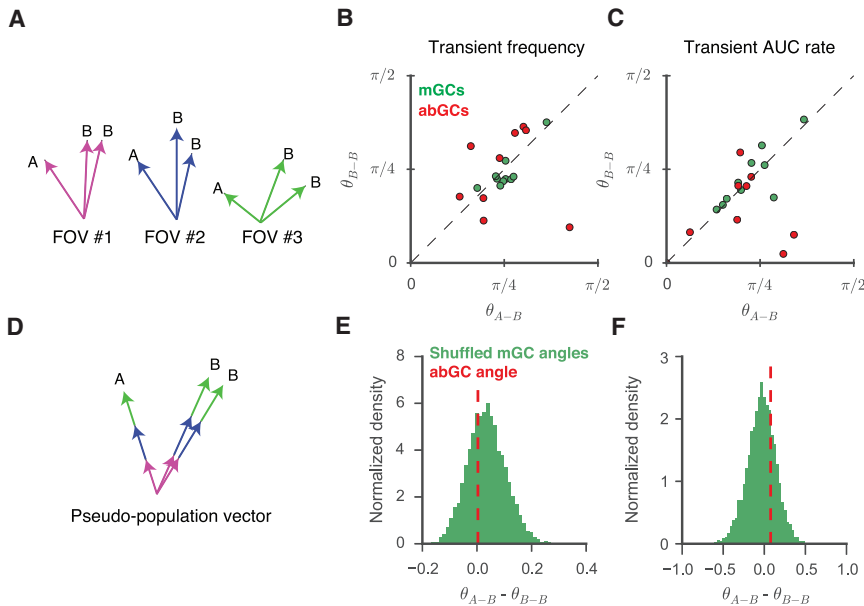 A
A B B
FOV #1
A B B
FOV #2
A B B
FOV #3
B
Transient frequency
mGCs
abGCs
π/2
π/4
0
θB−B
0 π/4 π/2
θA−B
C
Transient AUC rate
π/2
π/4
0
θB−B
0 π/4 π/2
θA−B
D
A B B
Pseudo-population vector
E
Shuffled mGC angles
abGC angle
8
6
4
2
0
Normalized density
−0.2 0.0 0.2 0.4
θA−B - θB−B
F
3
2
1
0
Normalized density
−1.0 −0.5 0.0 0.5 1.0
θA−B - θB−B